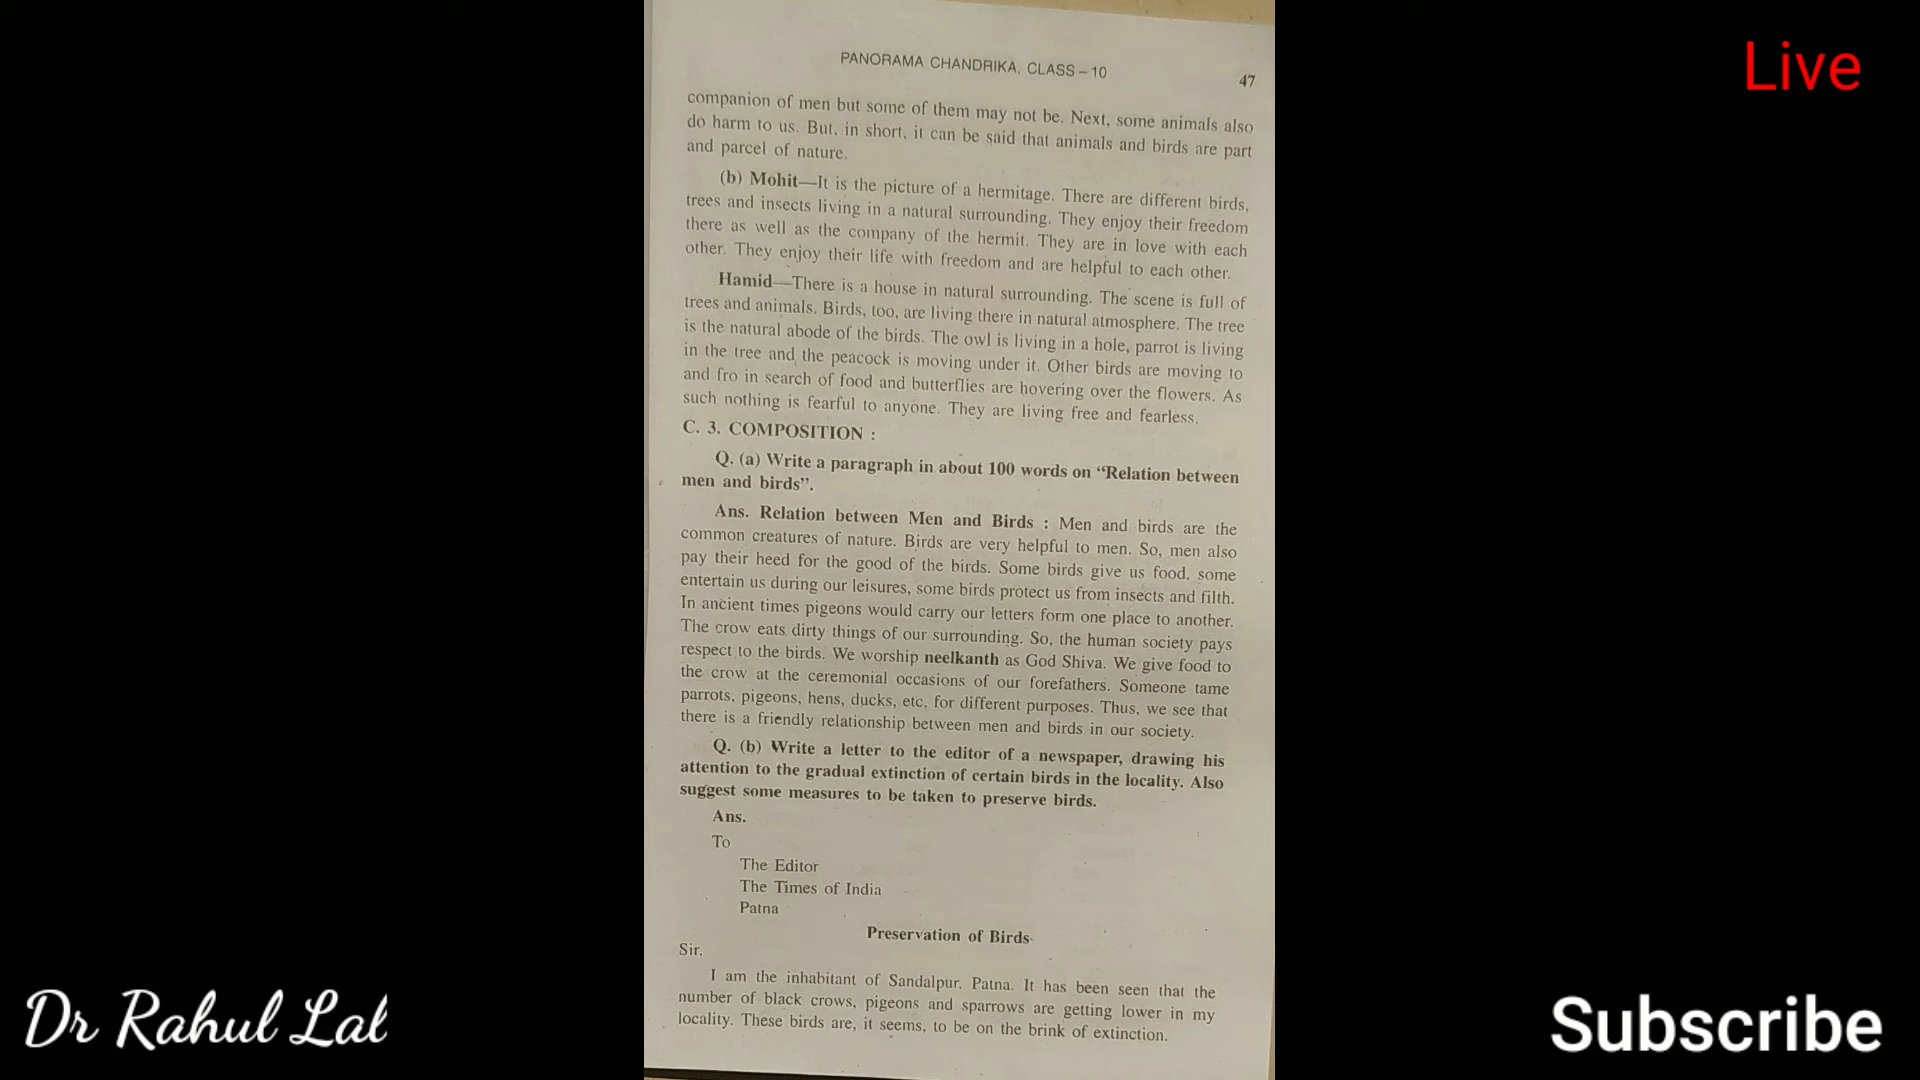 PANORAMA CHANDRIKA, CLASS – 10
47
Live
companion of men but some of them may not be. Next, some animals also
do harm to us. But, in short, it can be said that animals and birds are part
and parcel of nature.
(b) Mohit—It is the picture of a hermitage. There are different birds,
trees and insects living in a natural surrounding. They enjoy their freedom
there as well as the company of the hermit. They are in love with each
other. They enjoy their life with freedom and are helpful to each other.
Hamid—There is a house in natural surrounding. The scene is full of
trees and animals. Birds, too, are living there in natural atmosphere. The tree
is the natural abode of the birds. The owl is living in a hole, parrot is living
in the tree and the peacock is moving under it. Other birds are moving to
and fro in search of food and butterflies are hovering over the flowers. As
such nothing is fearful to anyone. They are living free and fearless.
C. 3. COMPOSITION :
Q. (a) Write a paragraph in about 100 words on “Relation between
men and birds”.
Ans. Relation between Men and Birds : Men and birds are the
common creatures of nature. Birds are very helpful to men. So, men also
pay their heed for the good of the birds. Some birds give us food, some
entertain us during our leisures, some birds protect us from insects and filth.
In ancient times pigeons would carry our letters form one place to another.
The crow eats dirty things of our surrounding. So, the human society pays
respect to the birds. We worship neelkanth as God Shiva. We give food to
the crow at the ceremonial occasions of our forefathers. Someone tame
parrots, pigeons, hens, ducks, etc. for different purposes. Thus, we see that
there is a friendly relationship between men and birds in our society.
Q. (b) Write a letter to the editor of a newspaper, drawing his
attention to the gradual extinction of certain birds in the locality. Also
suggest some measures to be taken to preserve birds.
Ans.
To
The Editor
The Times of India
Patna
Preservation of Birds
Sir,
I am the inhabitant of Sandalpur, Patna. It has been seen that the
number of black crows, pigeons and sparrows are getting lower in my
locality. These birds are, it seems, to be on the brink of extinction.
Dr Rahul Lal
Subscribe